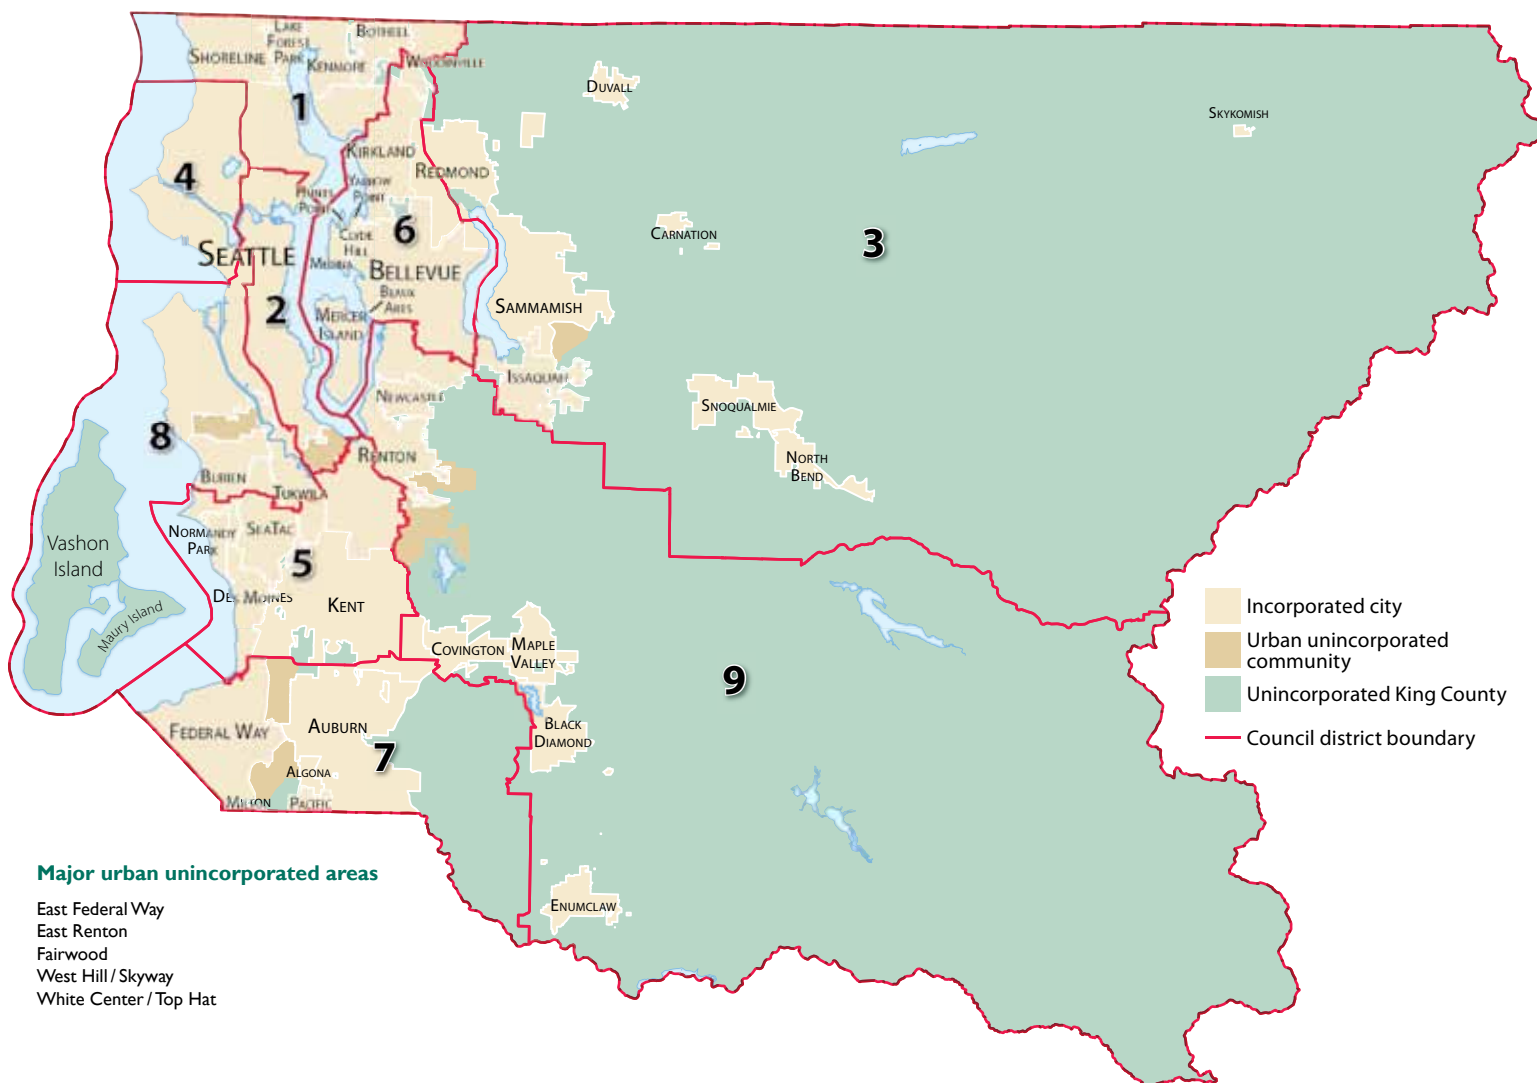 LAKE
FOREST
PARK
BOTHELL
SHORELINE
KENMORE
WOODINVILLE
DUVALL
SKYKOMISH
1
KIRKLAND
REDMOND
4
HUNTS
POINT
YARROW
POINT
6
CARNATION
3
CLYDE
HILL
SEATTLE
MEDINA
BELLEVUE
BEAUX
ARTS
2
MERCER
ISLAND
SAMMAMISH
ISSAQUAH
NEWCASTLE
SNOQUALMIE
8
RENTON
NORTH
BEND
BURIEN
TUKWILA
NORMANDY
PARK
SEATAC
Vashon
Island
5
DES MOINES
KENT
Maury Island
COVINGTON
MAPLE
VALLEY
9
FEDERAL WAY
AUBURN
BLACK
DIAMOND
7
ALGONA
MILTON
PACIFIC
ENUMCLAW
Incorporated city
Urban unincorporated
community
Unincorporated King County
Council district boundary
Major urban unincorporated areas
East Federal Way
East Renton
Fairwood
West Hill / Skyway
White Center / Top Hat